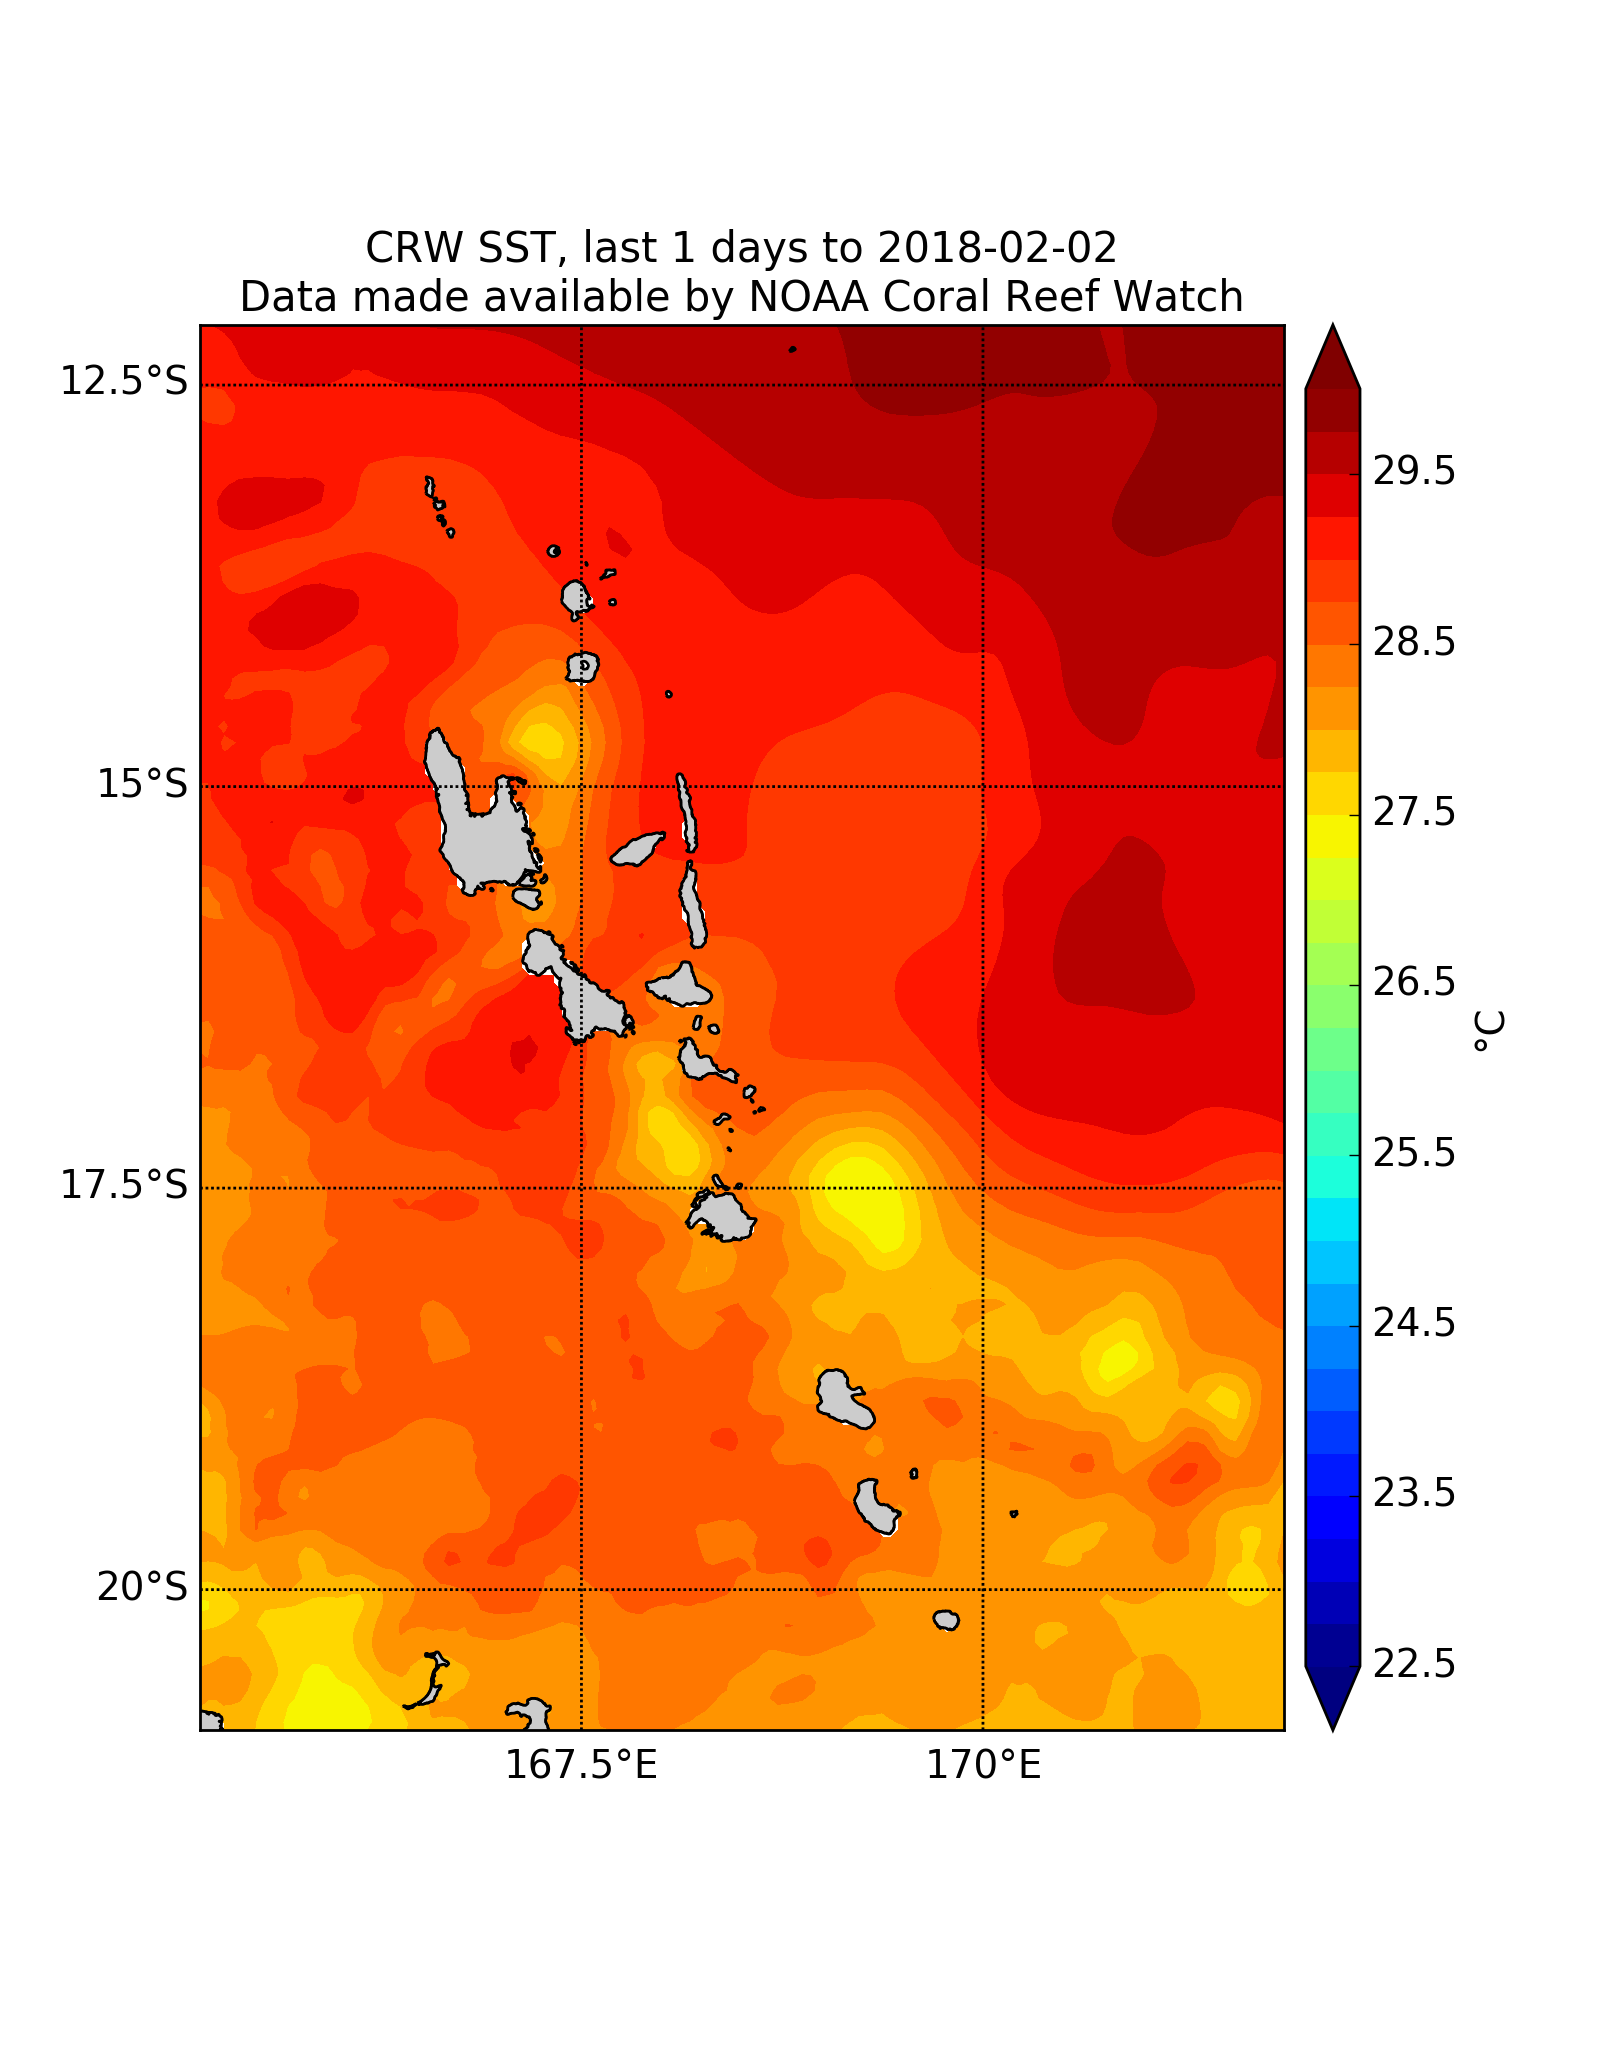 CRW SST, last 1 days to 2018-02-02
Data made available by NOAA Coral Reef Watch
12.5°S
15°S
17.5°S
20°S
167.5°E
170°E
29.5
28.5
27.5
26.5
25.5
24.5
23.5
22.5
°C